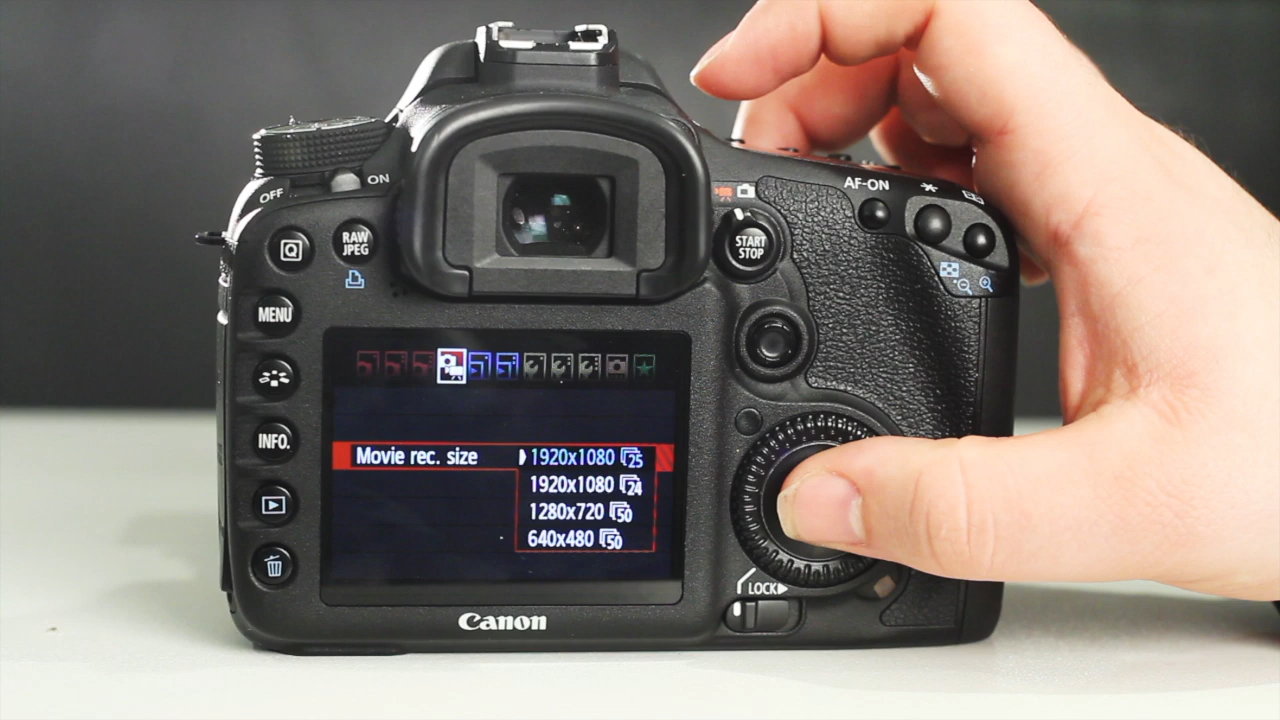 OFF
ON
AF-ON
Q
RAW
JPEG
START
STOP
MENU
INFO.
Movie rec. size
1920x1080 25
1920x1080 24
1280x720 50
640x480 50
LOCK
Canon